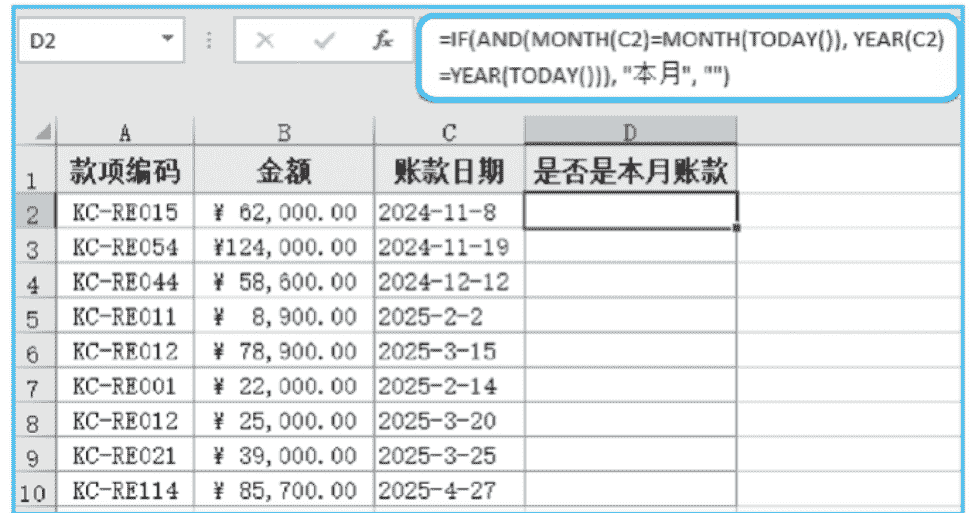 D2 fx =IF(AND(MONTH(C2)=MONTH(TODAY()), YEAR(C2)
=YEAR(TODAY())), "本月", "")
A B C D
1 款项编码 金额 账款日期 是否是本月账款
2 KC-RE015 ¥ 62,000.00 2024-11-8
3 KC-RE054 ¥124,000.00 2024-11-19
4 KC-RE044 ¥ 58,600.00 2024-12-12
5 KC-RE011 ¥ 8,900.00 2025-2-2
6 KC-RE012 ¥ 78,900.00 2025-3-15
7 KC-RE001 ¥ 22,000.00 2025-2-14
8 KC-RE012 ¥ 25,000.00 2025-3-20
9 KC-RE021 ¥ 39,000.00 2025-3-25
10 KC-RE114 ¥ 85,700.00 2025-4-27